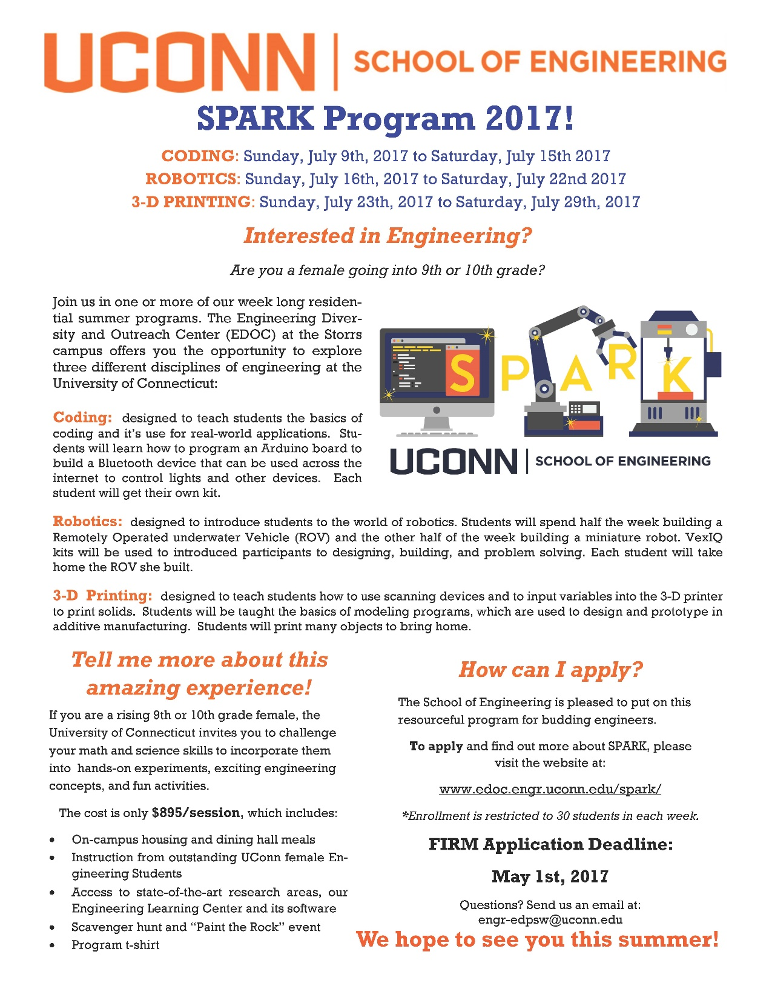 UCONN | SCHOOL OF ENGINEERING
SPARK Program 2017!
CODING: Sunday, July 9th, 2017 to Saturday, July 15th 2017
ROBOTICS: Sunday, July 16th, 2017 to Saturday, July 22nd 2017
3-D PRINTING: Sunday, July 23th, 2017 to Saturday, July 29th, 2017
Interested in Engineering?
Are you a female going into 9th or 10th grade?
Join us in one or more of our week long residen-
tial summer programs. The Engineering Diver-
sity and Outreach Center (EDOC) at the Storrs
campus offers you the opportunity to explore
three different disciplines of engineering at the
University of Connecticut:
SPARK
UCONN | SCHOOL OF ENGINEERING
Coding: designed to teach students the basics of
coding and it's use for real-world applications. Stu-
dents will learn how to program an Arduino board to
build a Bluetooth device that can be used across the
internet to control lights and other devices. Each
student will get their own kit.
Robotics: designed to introduce students to the world of robotics. Students will spend half the week building a
Remotely Operated underwater Vehicle (ROV) and the other half of the week building a miniature robot. VexIQ
kits will be used to introduced participants to designing, building, and problem solving. Each student will take
home the ROV she built.
3-D Printing: designed to teach students how to use scanning devices and to input variables into the 3-D printer
to print solids. Students will be taught the basics of modeling programs, which are used to design and prototype in
additive manufacturing. Students will print many objects to bring home.
Tell me more about this
amazing experience!
If you are a rising 9th or 10th grade female, the
University of Connecticut invites you to challenge
your math and science skills to incorporate them
into hands-on experiments, exciting engineering
concepts, and fun activities.
The cost is only $895/session, which includes:
• On-campus housing and dining hall meals
• Instruction from outstanding UConn female En-
gineering Students
• Access to state-of-the-art research areas, our
Engineering Learning Center and its software
• Scavenger hunt and “Paint the Rock” event
• Program t-shirt
How can I apply?
The School of Engineering is pleased to put on this
resourceful program for budding engineers.
To apply and find out more about SPARK, please
visit the website at:
www.edoc.engr.uconn.edu/spark/
*Enrollment is restricted to 30 students in each week.
FIRM Application Deadline:
May 1st, 2017
Questions? Send us an email at:
engr-edpsw@uconn.edu
We hope to see you this summer!